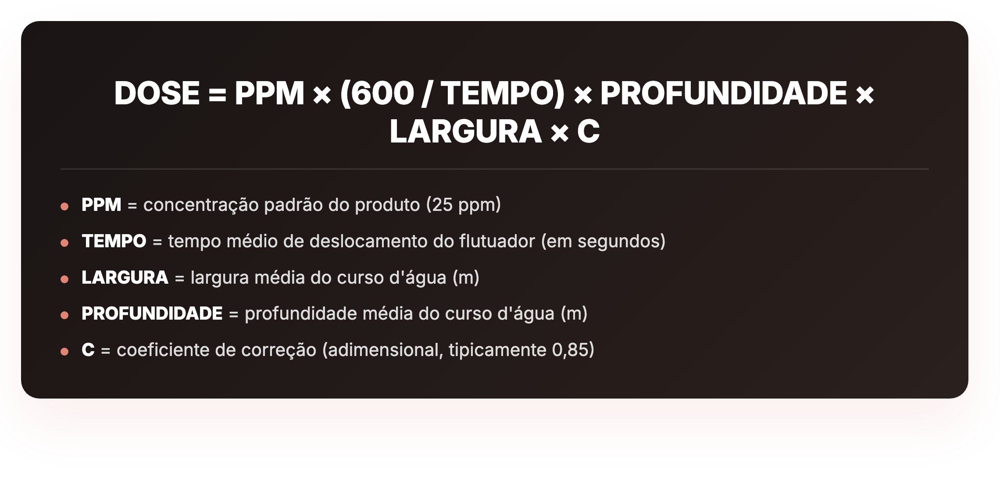 DOSE = PPM × (600 / TEMPO) × PROFUNDIDADE ×
LARGURA × C
PPM = concentração padrão do produto (25 ppm)
TEMPO = tempo médio de deslocamento do flutuador (em segundos)
LARGURA = largura média do curso d'água (m)
PROFUNDIDADE = profundidade média do curso d'água (m)
C = coeficiente de correção (adimensional, tipicamente 0,85)